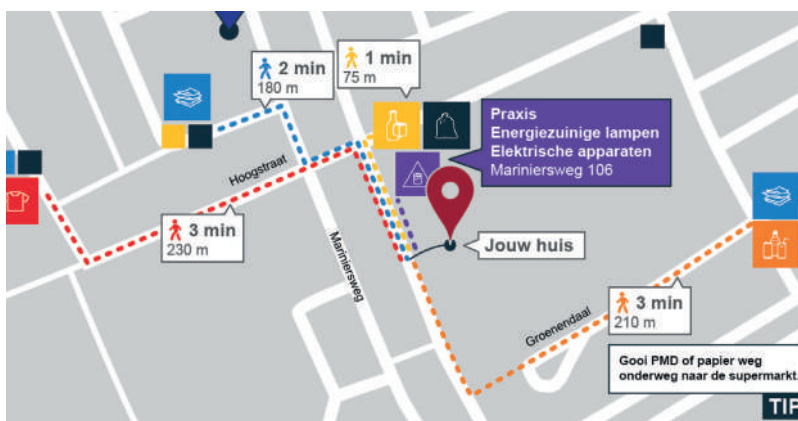 2 min
180 m
1 min
75 m
Praxis
Energiezuinige lampen
Elektrische apparaten
Mariniersweg 106
Hoogstraat
3 min
230 m
Mariniersweg
Jouw huis
3 min
210 m
Groenendaal
Gooi PMD of papier weg
onderweg naar de supermarkt.
TIP